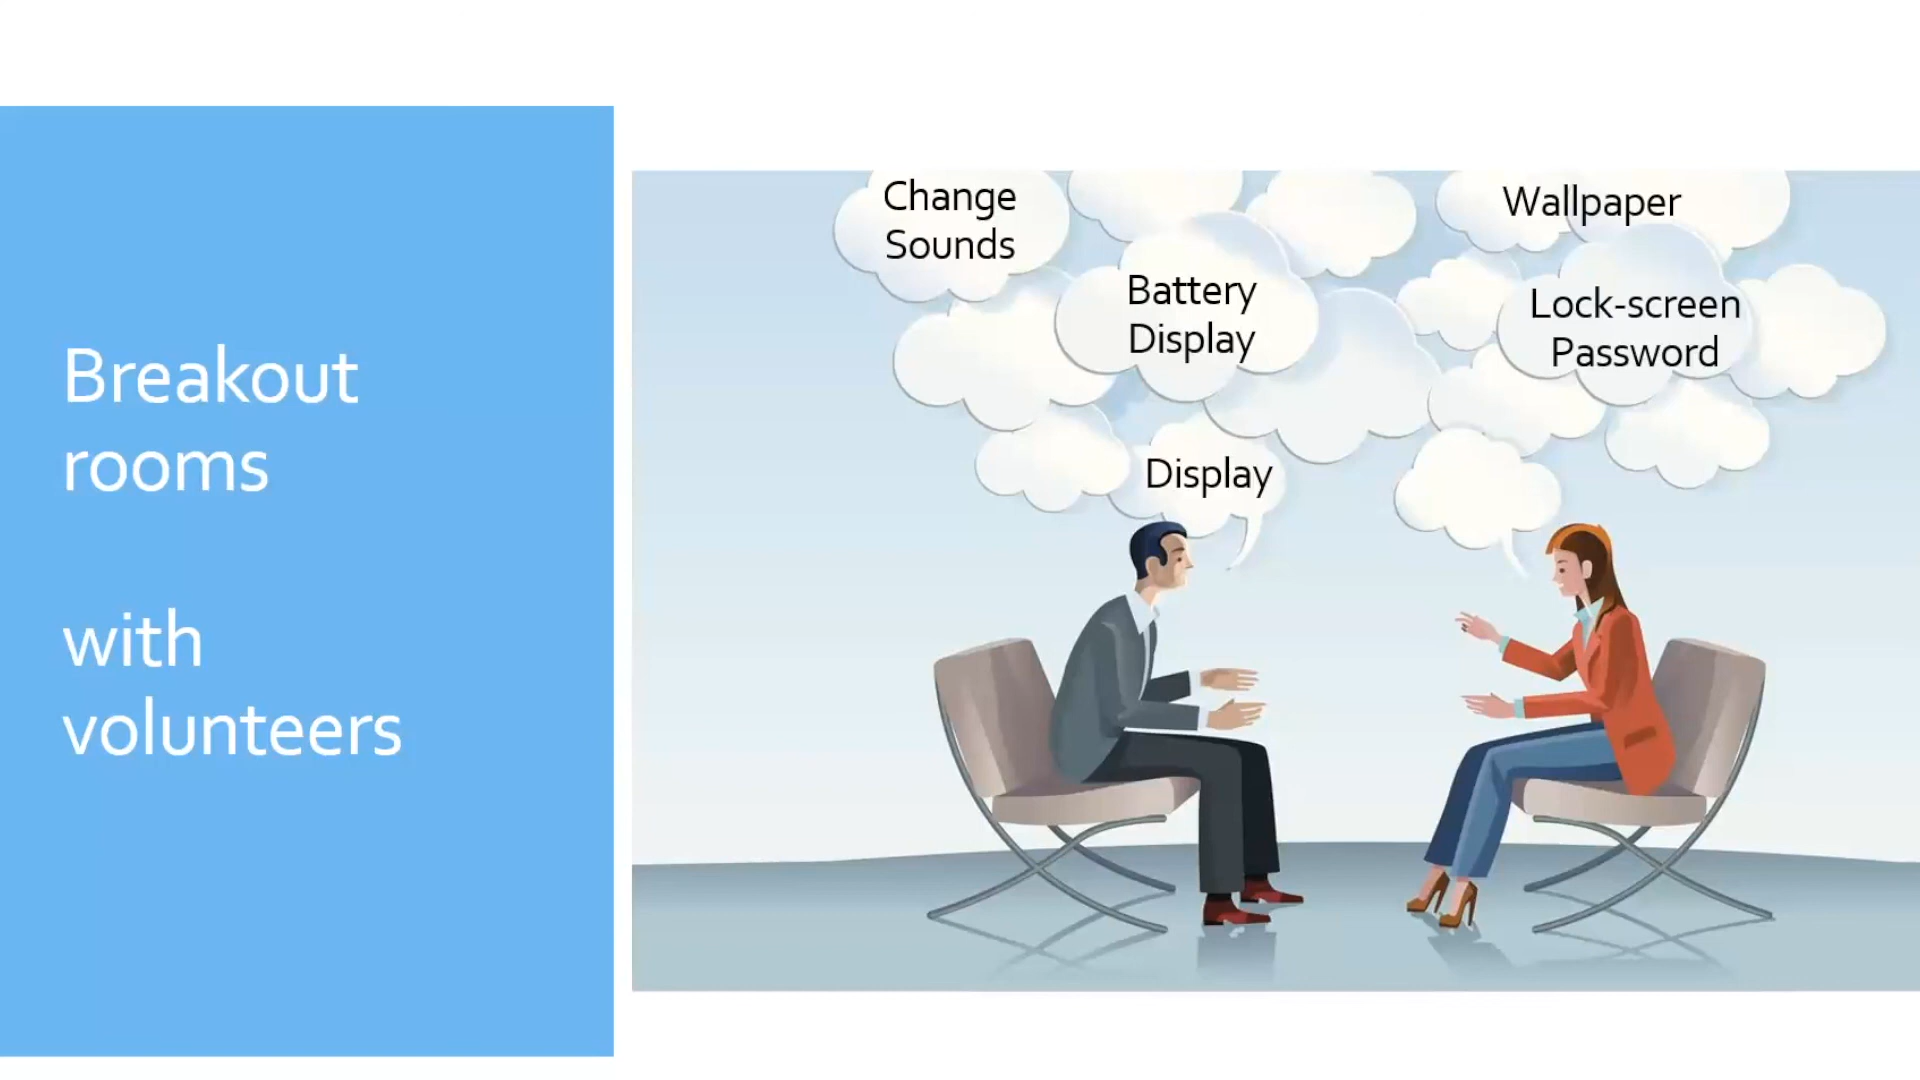 Breakout
rooms
with
volunteers
Change
Sounds
Battery
Display
Display
Wallpaper
Lock-screen
Password